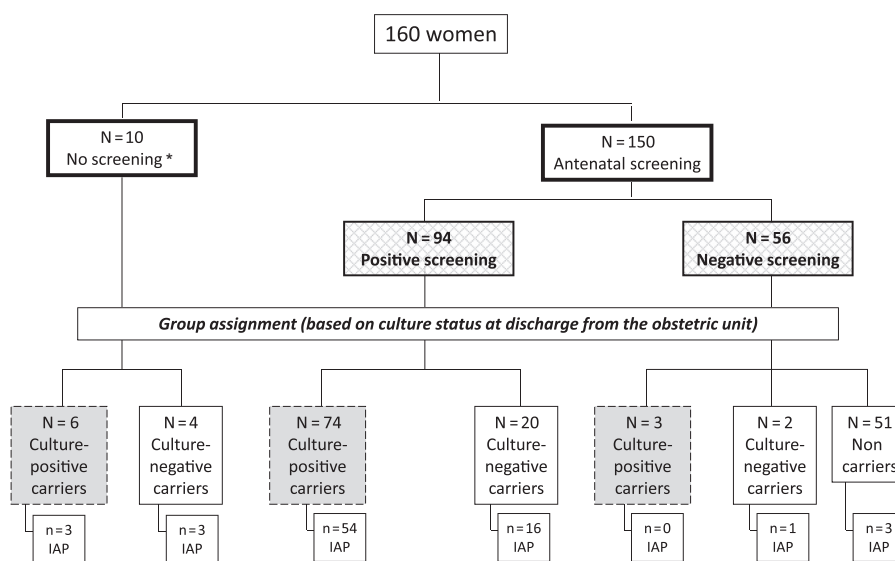 160 women
N = 10
No screening *
N = 150
Antenatal screening
N = 94
Positive screening
N = 56
Negative screening
Group assignment (based on culture status at discharge from the obstetric unit)
N = 6
Culture-
positive
carriers
N = 4
Culture-
negative
carriers
N = 74
Culture-
positive
carriers
N = 20
Culture-
negative
carriers
N = 3
Culture-
positive
carriers
N = 2
Culture-
negative
carriers
N = 51
Non
carriers
n=3
IAP
n=3
IAP
n=54
IAP
n=16
IAP
n=0
IAP
n=1
IAP
n=3
IAP